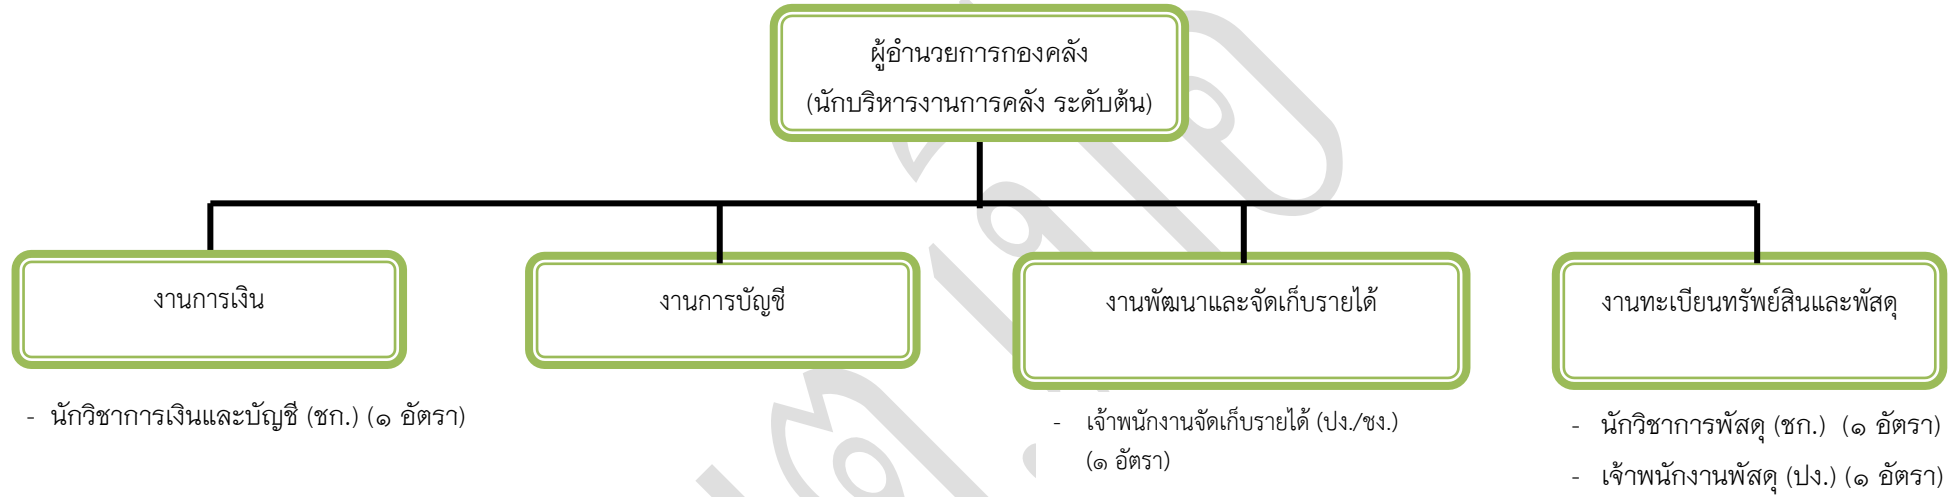 ผู้อำนวยการกองคลัง
(นักบริหารงานการคลัง ระดับต้น)
งานการเงิน
งานการบัญชี
งานพัฒนาและจัดเก็บรายได้
งานทะเบียนทรัพย์สินและพัสดุ
- นักวิชาการเงินและบัญชี (ชก.) (๑ อัตรา)
- เจ้าพนักงานจัดเก็บรายได้ (ปง./ชง.)
(๑ อัตรา)
- นักวิชาการพัสดุ (ชก.) (๑ อัตรา)
- เจ้าพนักงานพัสดุ (ปง.) (๑ อัตรา)